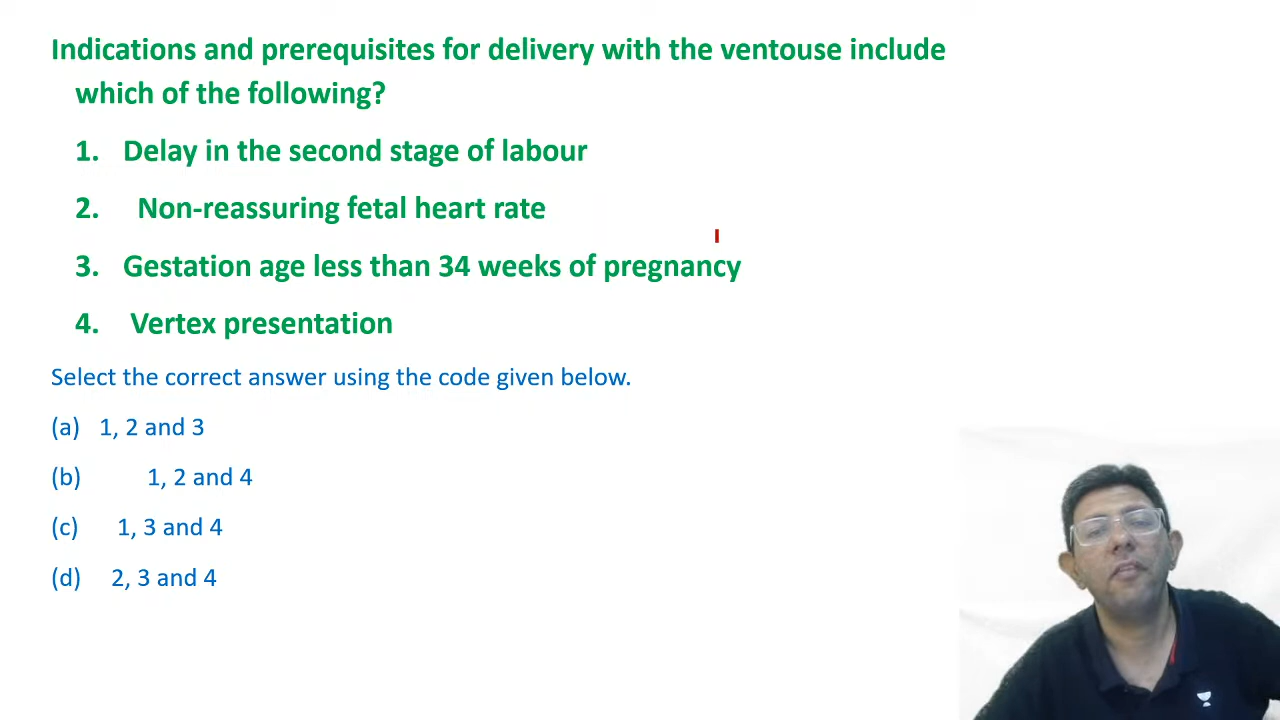 Indications and prerequisites for delivery with the ventouse include
which of the following?
1. Delay in the second stage of labour
2. Non-reassuring fetal heart rate
3. Gestation age less than 34 weeks of pregnancy
4. Vertex presentation
Select the correct answer using the code given below.
(a) 1, 2 and 3
(b) 1, 2 and 4
(c) 1, 3 and 4
(d) 2, 3 and 4